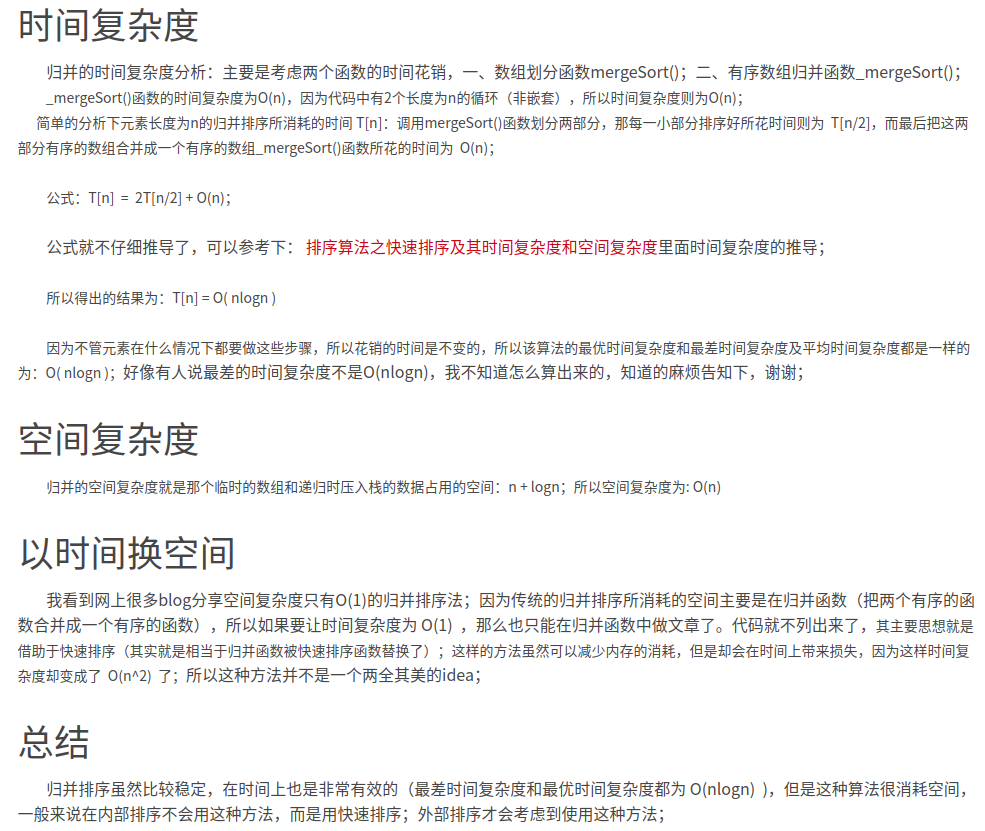 时间复杂度
归并的时间复杂度分析：主要是考虑两个函数的时间花销，一、数组划分函数mergeSort()；二、有序数组归并函数_mergeSort()；
_mergeSort()函数的时间复杂度为O(n)，因为代码中有2个长度为n的循环（非嵌套），所以时间复杂度则为O(n)；
简单的分析下元素长度为n的归并排序所消耗的时间 T[n]：调用mergeSort()函数划分两部分，那每一小部分排序好所花时间则为 T[n/2]，而最后把这两
部分有序的数组合并成一个有序的数组_mergeSort()函数所花的时间为 O(n)；
公式：T[n] = 2T[n/2] + O(n)；
公式就不仔细推导了，可以参考下： 排序算法之快速排序及其时间复杂度和空间复杂度里面时间复杂度的推导；
所以得出的结果为：T[n] = O( nlogn )
因为不管元素在什么情况下都要做这些步骤，所以花销的时间是不变的，所以该算法的最优时间复杂度和最差时间复杂度及平均时间复杂度都是一样的
为：O( nlogn )；好像有人说最差的时间复杂度不是O(nlogn)，我不知道怎么算出来的，知道的麻烦告知下，谢谢；
空间复杂度
归并的空间复杂度就是那个临时的数组和递归时压入栈的数据占用的空间：n + logn；所以空间复杂度为: O(n)
以时间换空间
我看到网上很多blog分享空间复杂度只有O(1)的归并排序法；因为传统的归并排序所消耗的空间主要是在归并函数（把两个有序的函
数合并成一个有序的函数），所以如果要让时间复杂度为 O(1) ，那么也只能在归并函数中做文章了。代码就不列出来了，其主要思想就是
借助于快速排序（其实就是相当于归并函数被快速排序函数替换了）；这样的方法虽然可以减少内存的消耗，但是却会在时间上带来损失，因为这样时间复
杂度却变成了 O(n^2) 了；所以这种方法并不是一个两全其美的idea；
总结
归并排序虽然比较稳定，在时间上也是非常有效的（最差时间复杂度和最优时间复杂度都为 O(nlogn) )，但是这种算法很消耗空间，
一般来说在内部排序不会用这种方法，而是用快速排序；外部排序才会考虑到使用这种方法；